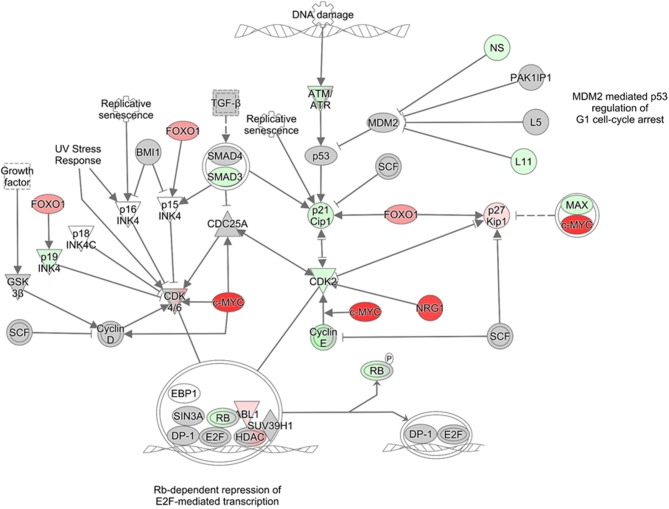 DNA damage
NS
PAK1IP1
MDM2 mediated p53
regulation of
G1 cell-cycle arrest
ATM/
ATR
MDM2
L5
L11
Replicative
senescence
FOXO1
TGF-β
Replicative
senescence
UV Stress
Response
BMI1
SMAD4
SMAD3
p53
SCF
Growth
factor
FOXO1
p16
INK4
p15
INK4
p21
Cip1
FOXO1
p27
Kip1
MAX
c-MYC
p19
INK4
p18
INK4C
CDC25A
GSK
3β
CDK
4/6
c-MYC
CDK2
NRG1
SCF
Cyclin
D
Cyclin
E
c-MYC
SCF
EBP1
RB
P
SIN3A
RB
ABL1
SUV39H1
DP-1
E2F
HDAC
DP-1
E2F
Rb-dependent repression of
E2F-mediated transcription